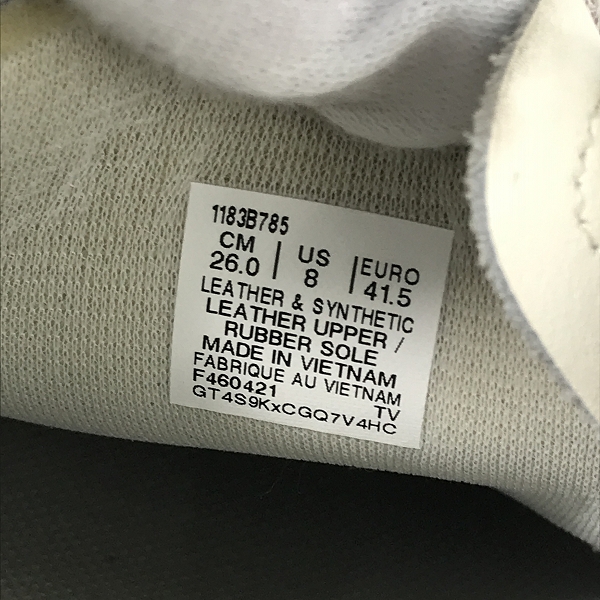 1183B785
CM | US | EURO
26.0 | 8 | 41.5
LEATHER & SYNTHETIC
LEATHER UPPER /
RUBBER SOLE
MADE IN VIETNAM
FABRIQUE AU VIETNAM
F460421 TV
GT4S9KxCGQ7V4HC